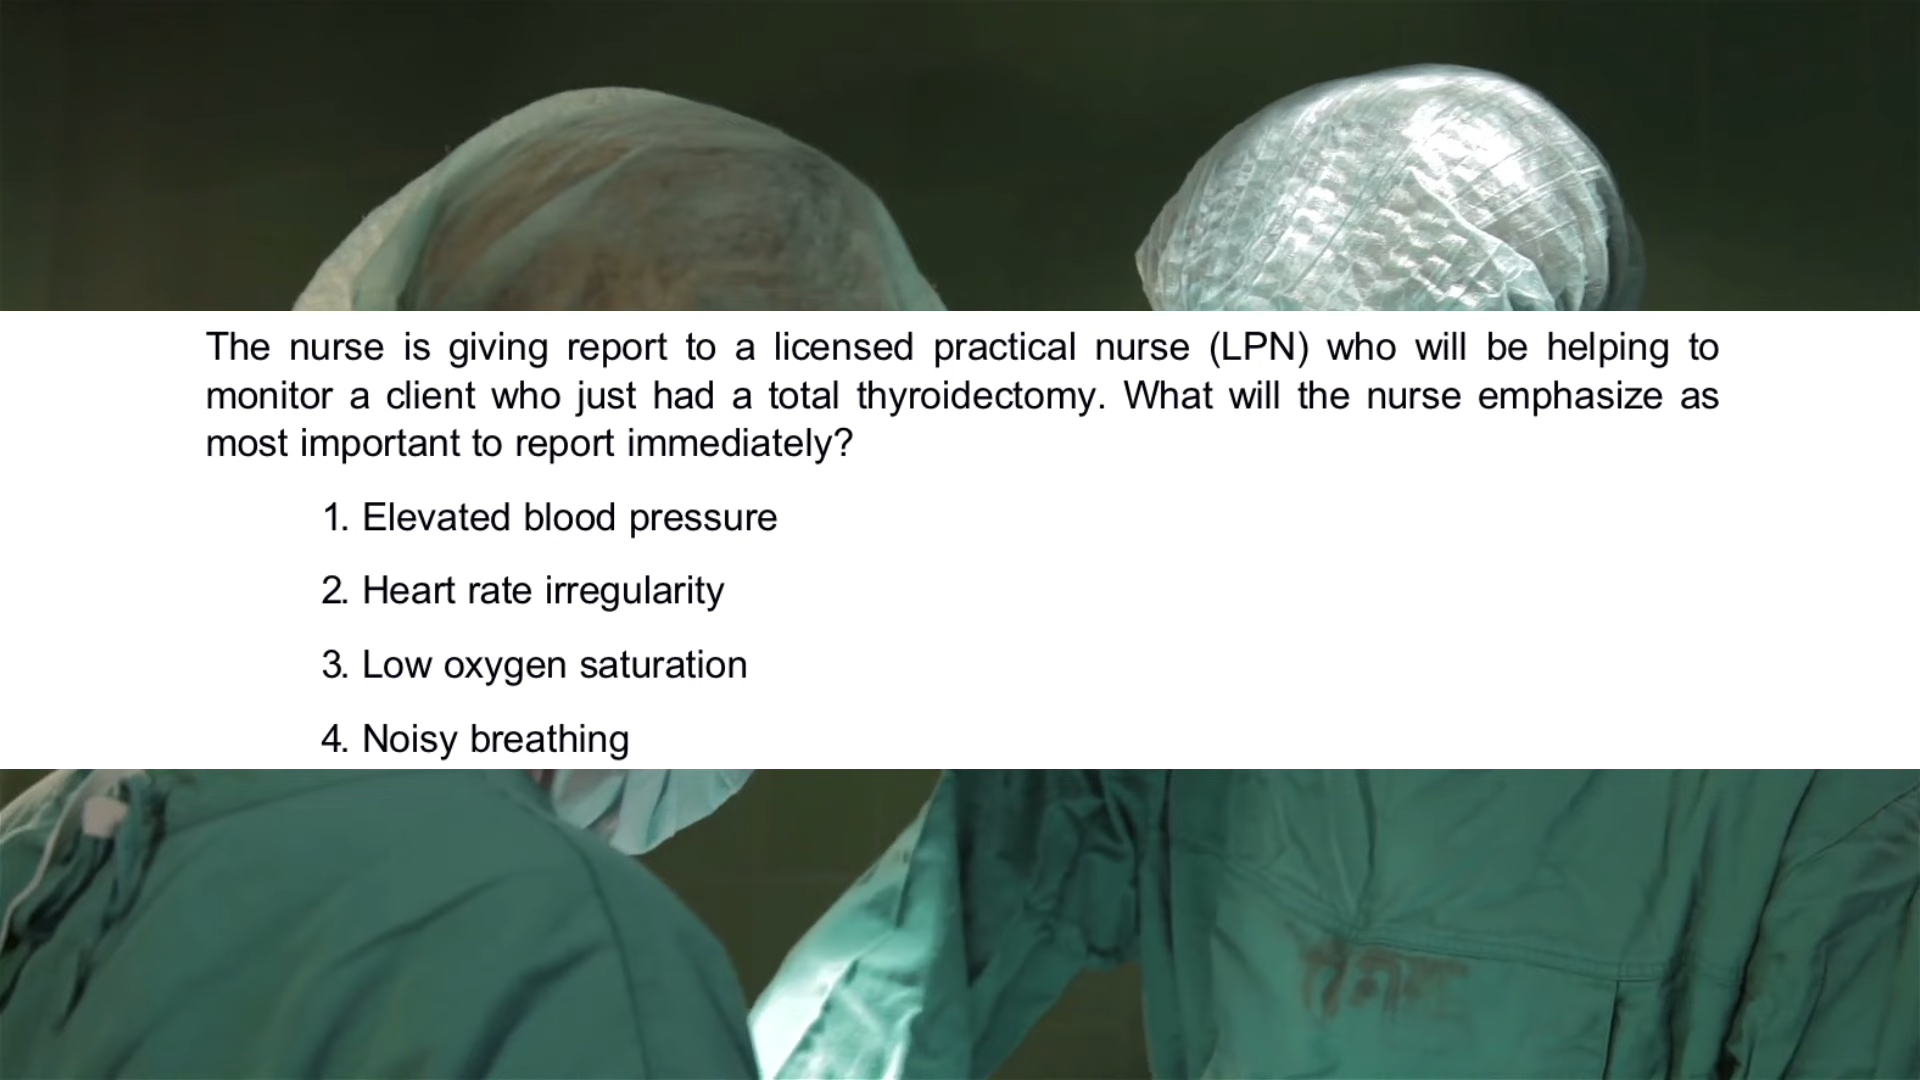 The nurse is giving report to a licensed practical nurse (LPN) who will be helping to
monitor a client who just had a total thyroidectomy. What will the nurse emphasize as
most important to report immediately?
1. Elevated blood pressure
2. Heart rate irregularity
3. Low oxygen saturation
4. Noisy breathing